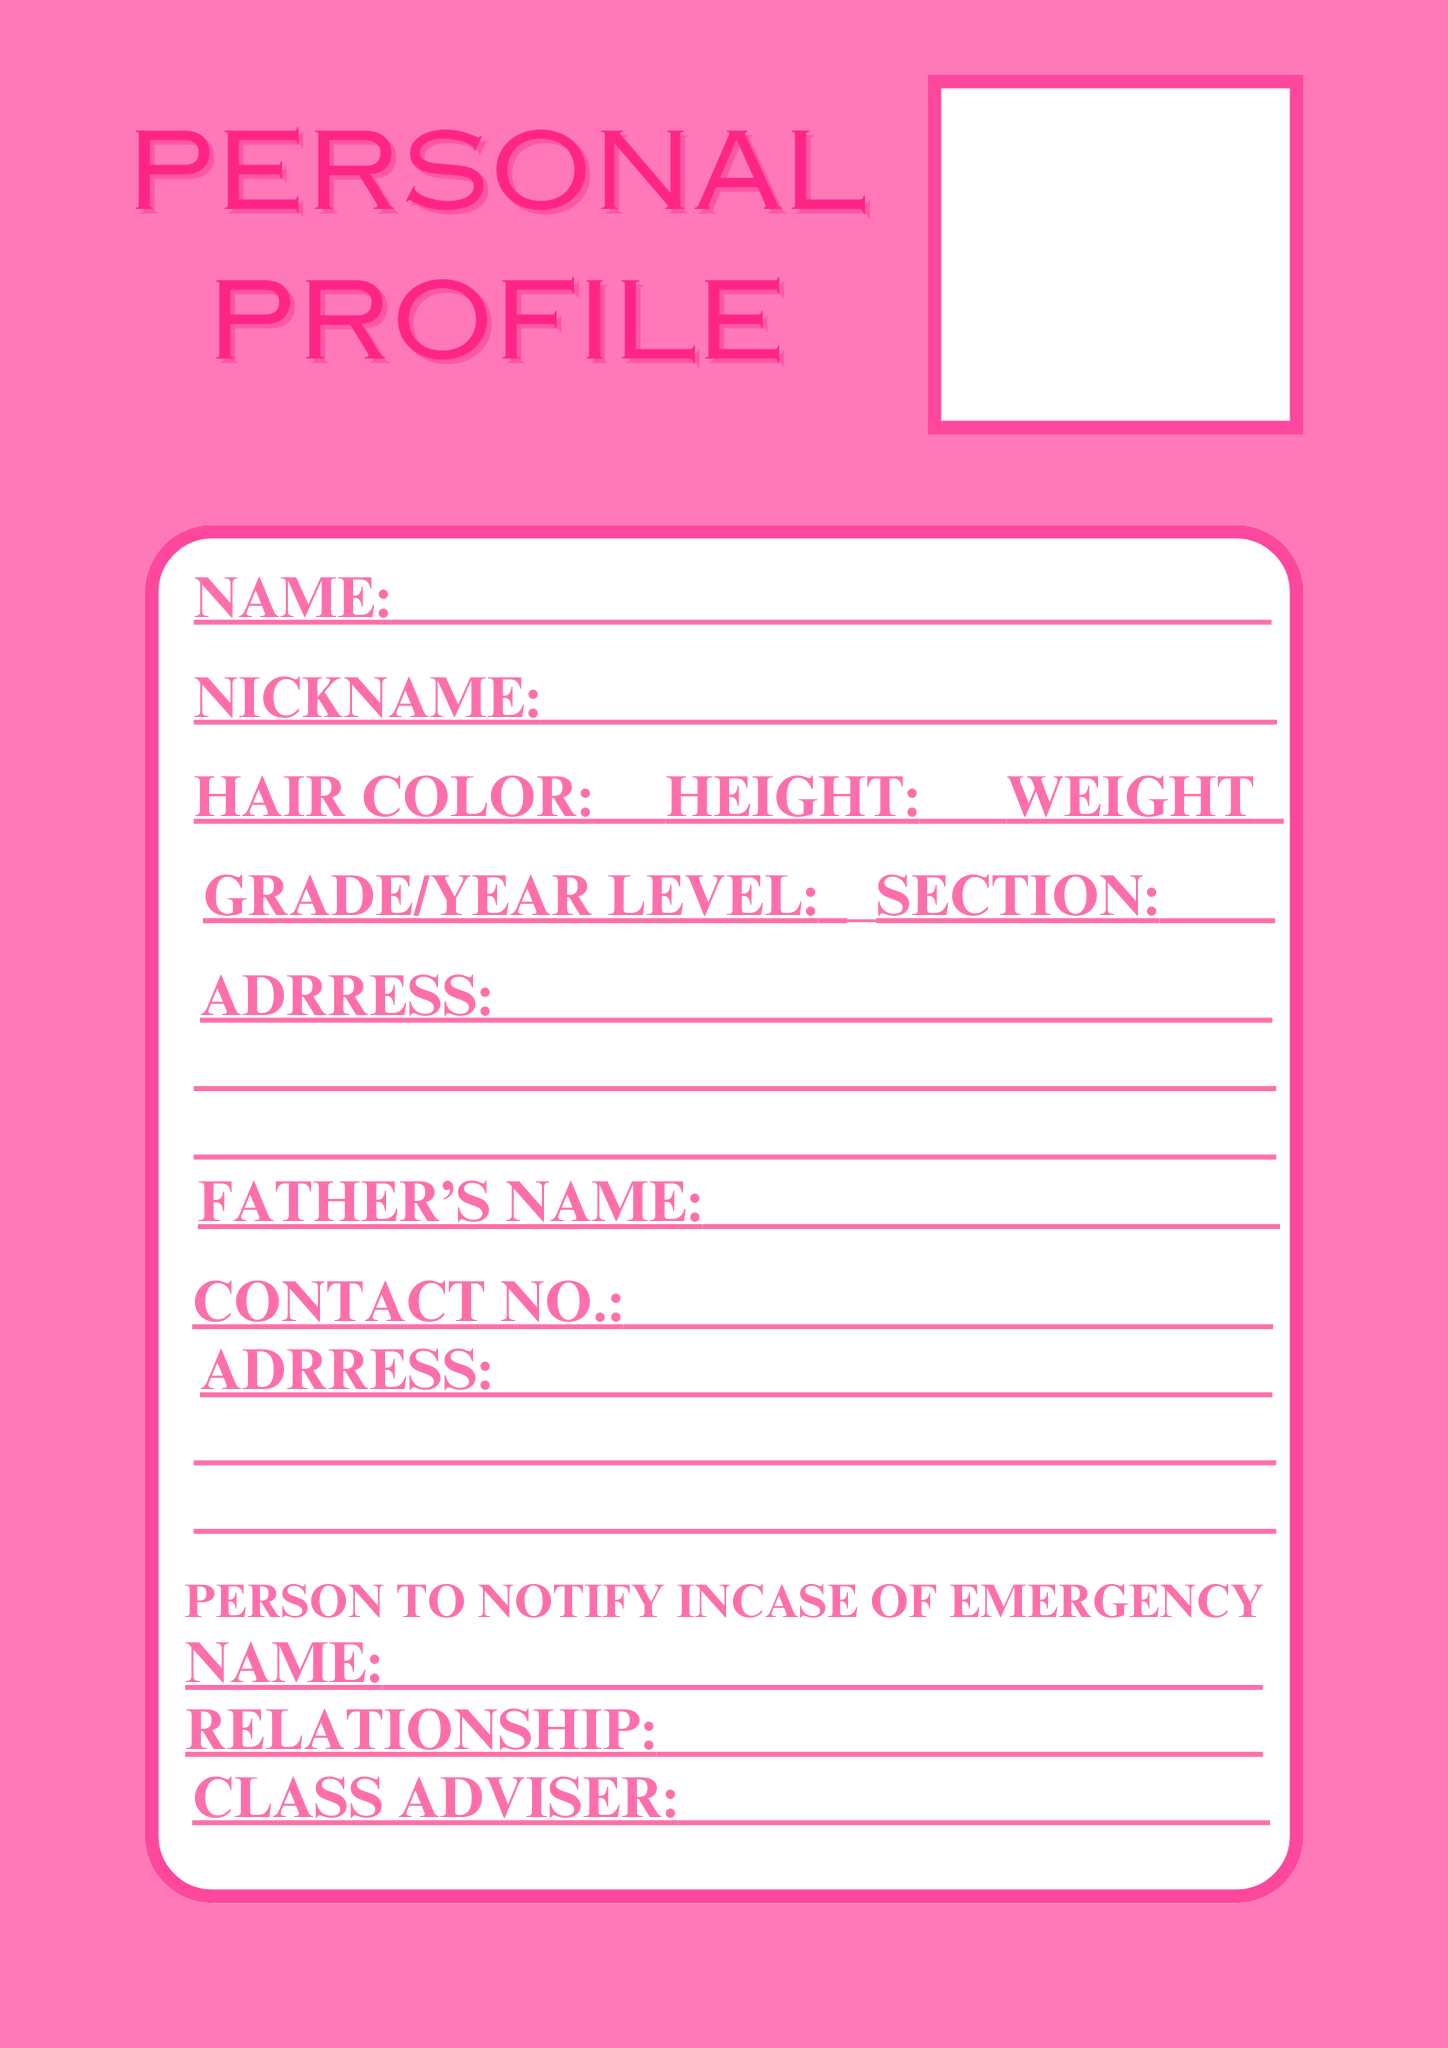 PERSONAL
PROFILE
NAME:
NICKNAME:
HAIR COLOR: HEIGHT: WEIGHT
GRADE/YEAR LEVEL: SECTION:
ADRRESS:
FATHER’S NAME:
CONTACT NO.:
ADRRESS:
PERSON TO NOTIFY INCASE OF EMERGENCY
NAME:
RELATIONSHIP:
CLASS ADVISER: